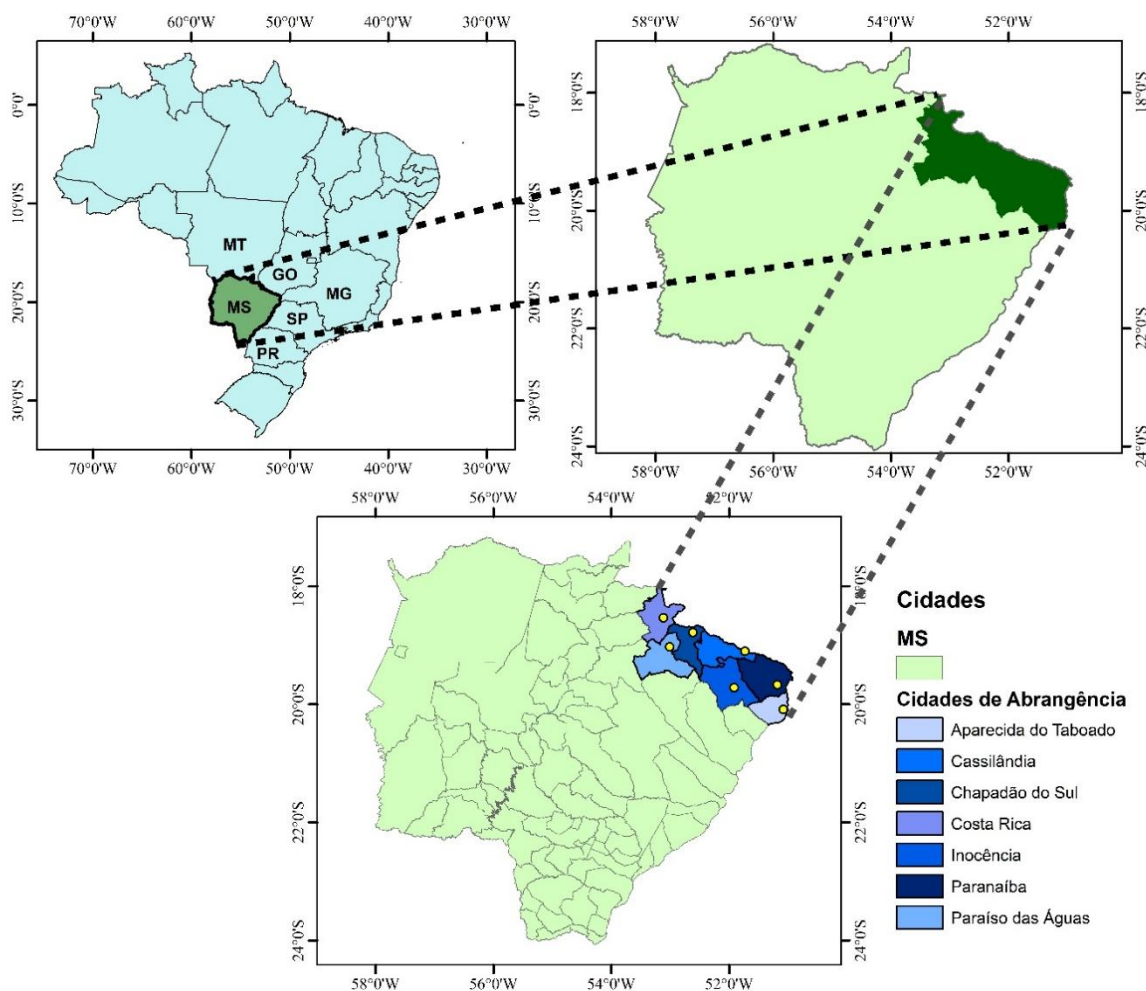 70°0'W 60°0'W 50°0'W 40°0'W 30°0'W
0°0' 0°0'
10°0'S 10°0'S
20°0'S 20°0'S
30°0'S 30°0'S
MT
GO
MS
MG
SP
PR
70°0'W 60°0'W 50°0'W 40°0'W 30°0'W
58°0'W 56°0'W 54°0'W 52°0'W
18°0'S 18°0'S
20°0'S 20°0'S
22°0'S 22°0'S
24°0'S 24°0'S
58°0'W 56°0'W 54°0'W 52°0'W
58°0'W 56°0'W 54°0'W 52°0'W
18°0'S 18°0'S
20°0'S 20°0'S
22°0'S 22°0'S
24°0'S 24°0'S
58°0'W 56°0'W 54°0'W 52°0'W
Cidades
MS
Cidades de Abrangência
Aparecida do Taboado
Cassilândia
Chapadão do Sul
Costa Rica
Inocência
Paranaíba
Paraíso das Águas